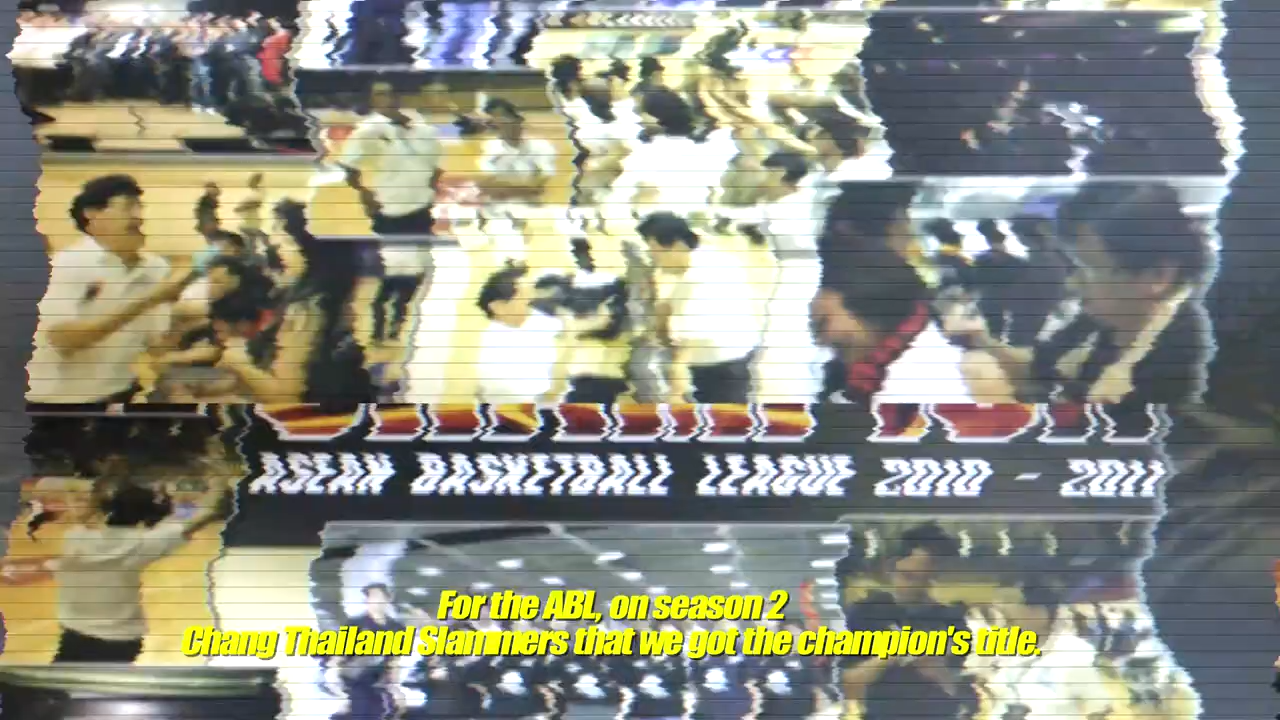 ASEAN BASKETBALL LEAGUE 2010 - 2011
For the ABL, on season 2
Chang Thailand Slammers that we got the champion's title.